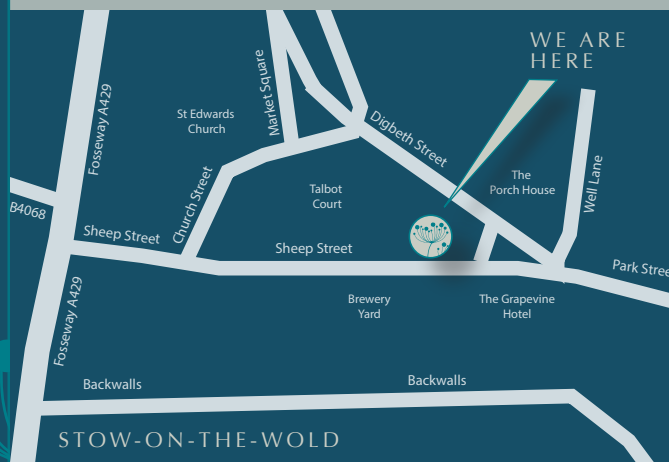 WE ARE
HERE
Fosseway A429
St Edwards
Church
Market Square
Digbeth Street
The
Porch House
Well Lane
Talbot
Court
Church Street
B4068
Sheep Street
Sheep Street
Park Stree
Fosseway A429
Brewery
Yard
The Grapevine
Hotel
Backwalls
Backwalls
STOW-ON-THE-WOLD